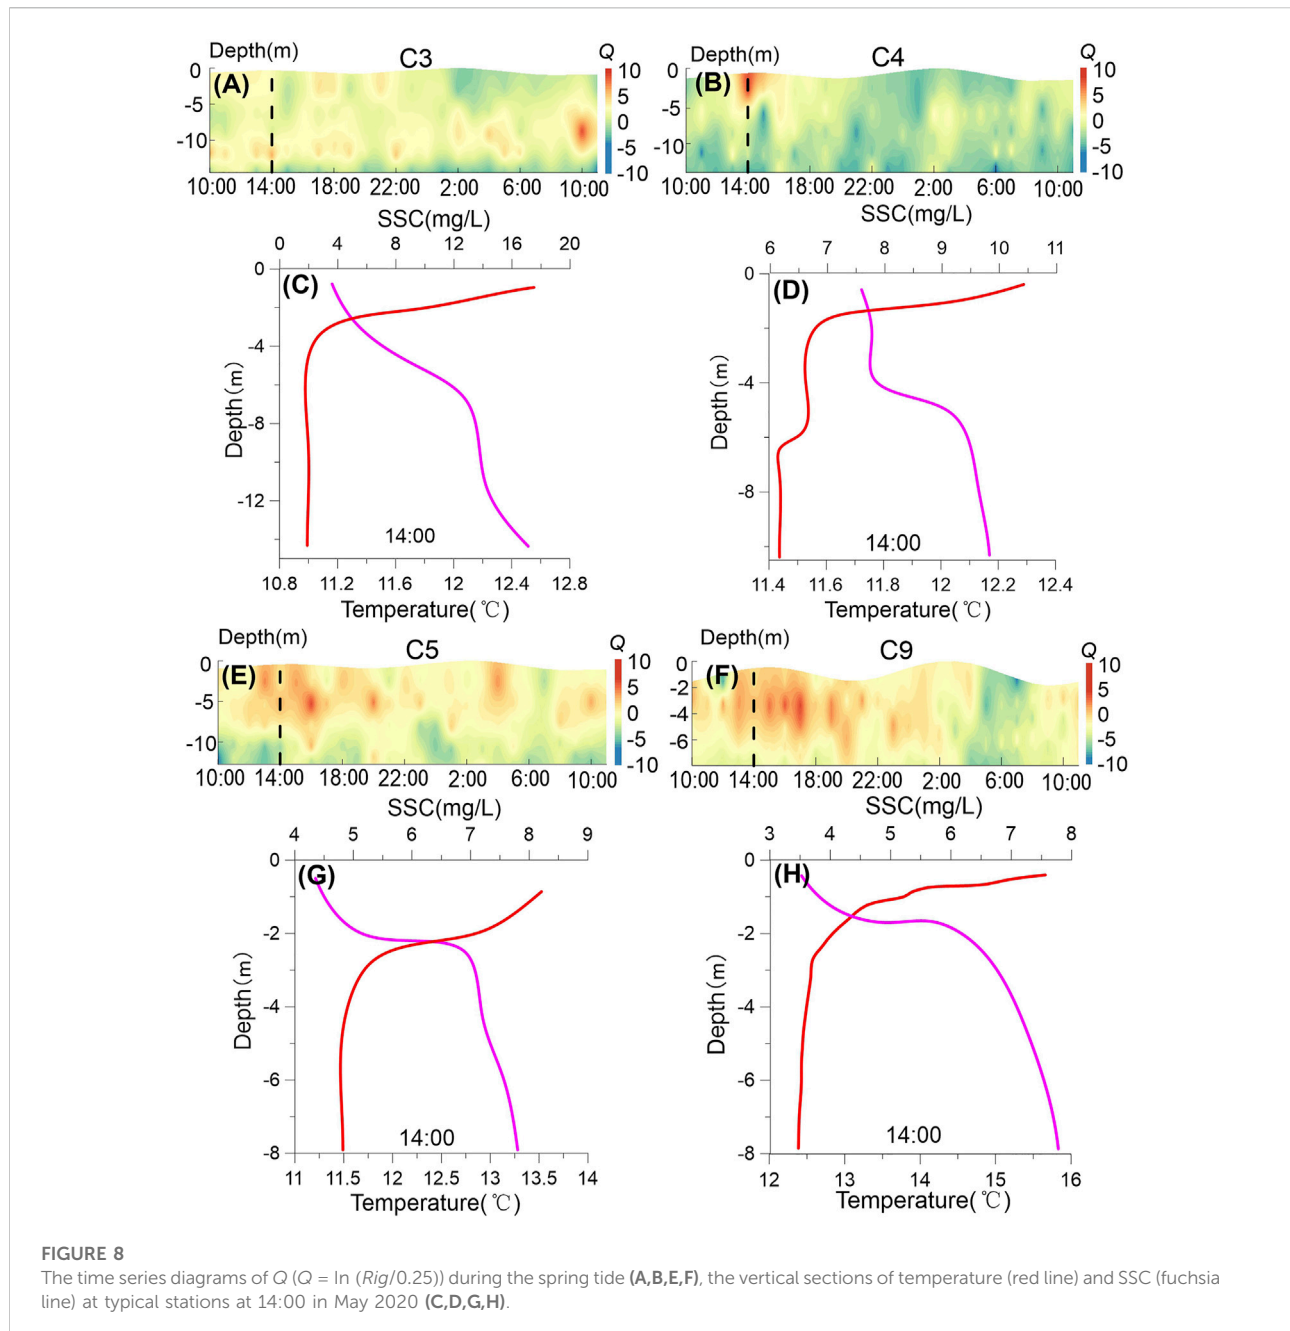 Depth(m) C3 Q
(A)
0
-5
-10
10
5
0
-5
-10
10:00 14:00 18:00 22:00 2:00 6:00 10:00
Depth(m) C4 Q
(B)
0
-5
-10
10
5
0
-5
-10
10:00 14:00 18:00 22:00 2:00 6:00 10:00
SSC(mg/L)
0 4 8 12 16 20
(C)
0
-4
-8
-12
Depth(m)
14:00
10.8 11.2 11.6 12 12.4 12.8
Temperature(℃)
SSC(mg/L)
6 7 8 9 10 11
(D)
0
-4
-8
Depth(m)
14:00
11.4 11.6 11.8 12 12.2 12.4
Temperature(℃)
Depth(m) C5 Q
(E)
0
-5
-10
10
5
0
-5
-10
10:00 14:00 18:00 22:00 2:00 6:00 10:00
Depth(m) C9 Q
(F)
0
-2
-4
-6
10
5
0
-5
-10
10:00 14:00 18:00 22:00 2:00 6:00 10:00
SSC(mg/L)
4 5 6 7 8 9
(G)
0
-2
-4
-6
-8
Depth(m)
14:00
11 11.5 12 12.5 13 13.5 14
Temperature(℃)
SSC(mg/L)
3 4 5 6 7 8
(H)
0
-2
-4
-6
-8
Depth(m)
14:00
12 13 14 15 16
Temperature(℃)
FIGURE 8
The time series diagrams of Q (Q = ln (Rig/0.25)) during the spring tide (A,B,E,F), the vertical sections of temperature (red line) and SSC (fuchsia
line) at typical stations at 14:00 in May 2020 (C,D,G,H).